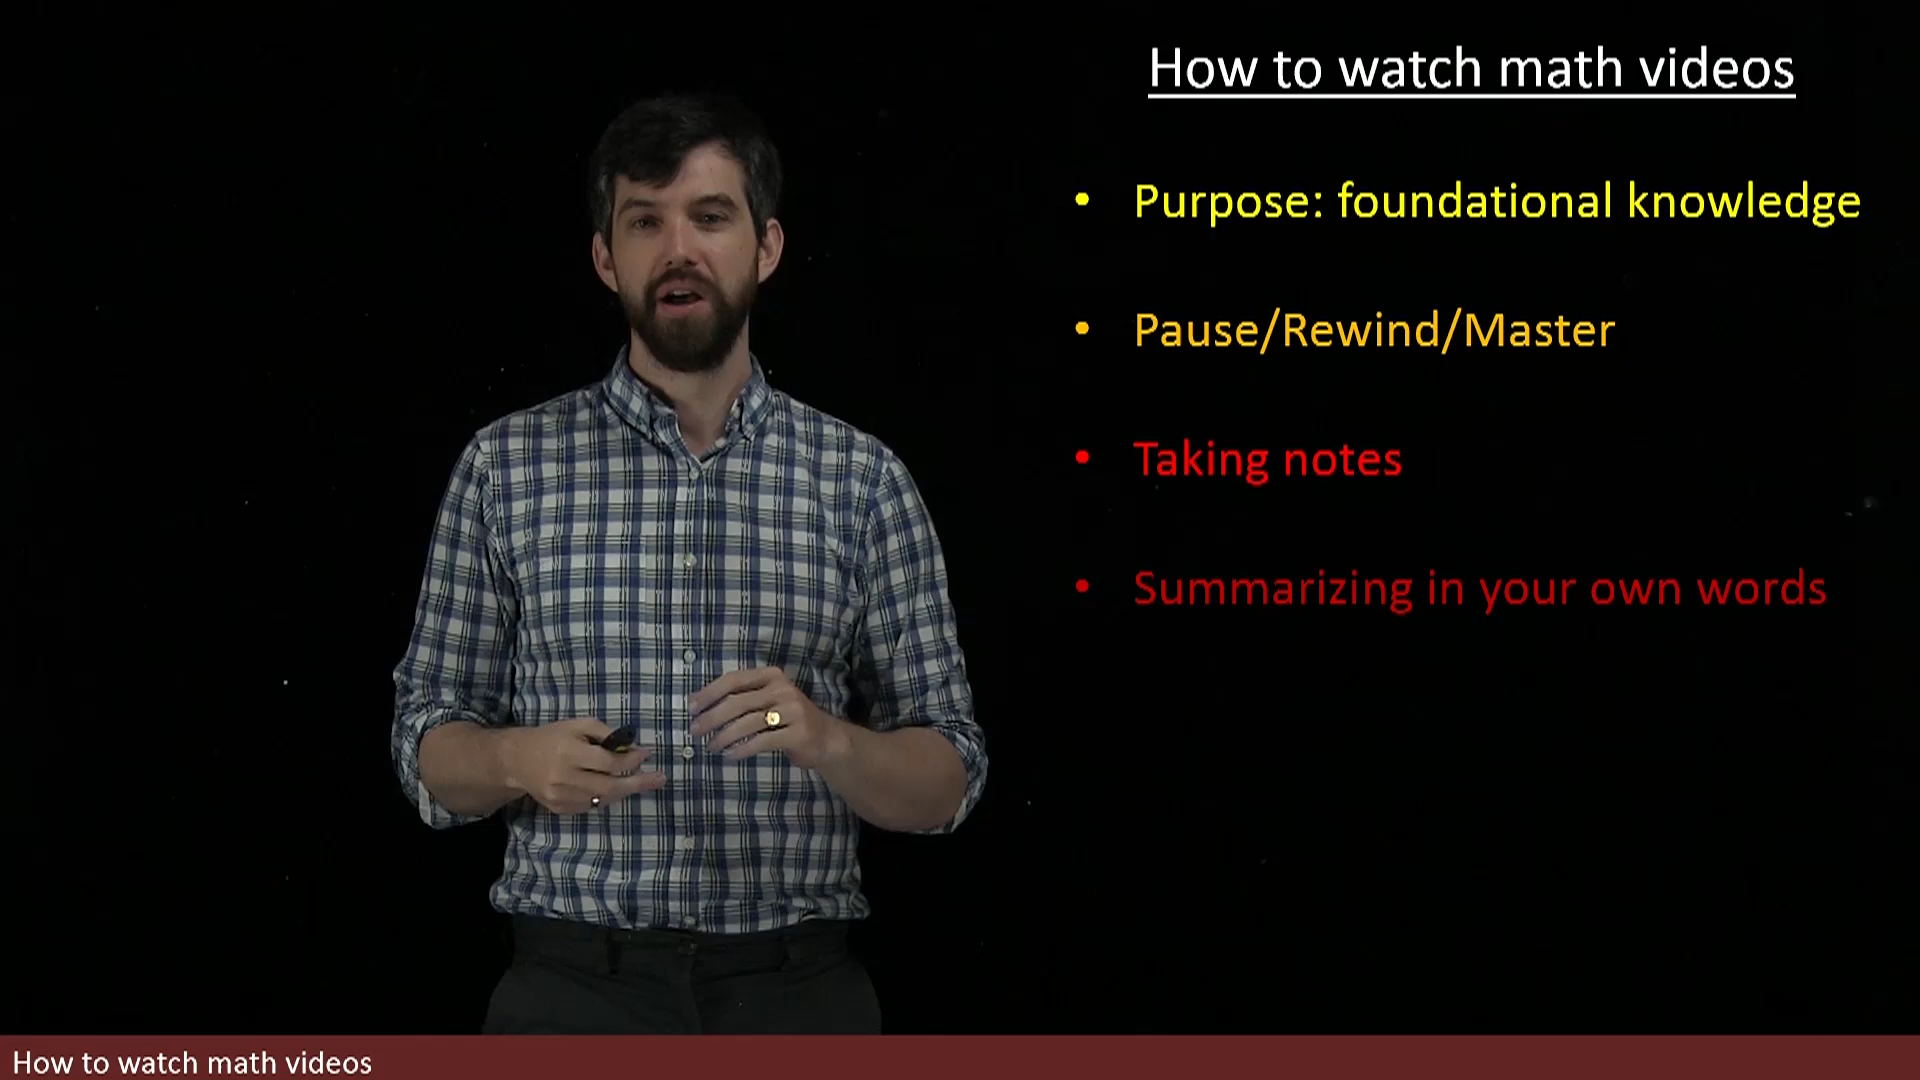 How to watch math videos
• Purpose: foundational knowledge
• Pause/Rewind/Master
• Taking notes
• Summarizing in your own words
How to watch math videos